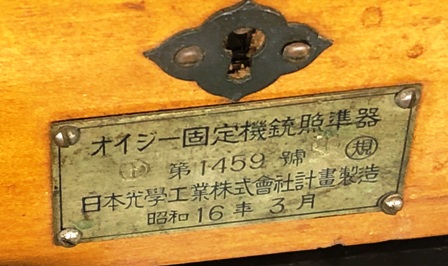 オイジー固定機銃照準器
第1459號 規
日本光學工業株式會社計畫製造
昭和16年3月